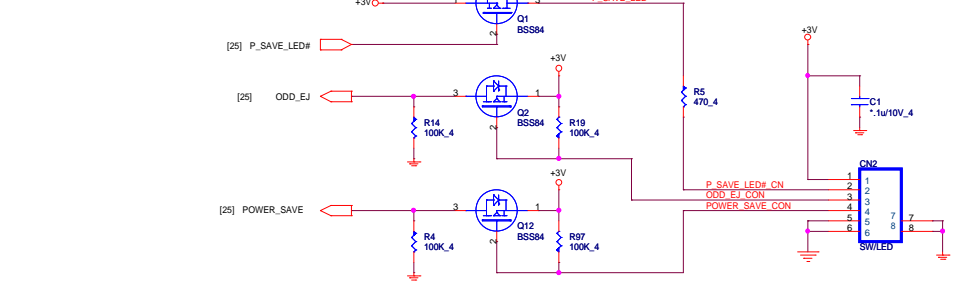 +3V
1
3
Q1
BSS84
2
+3V
[25] P_SAVE_LED#
+3V
[25] ODD_EJ
3
1
R5
470_4
C1
*.1u/10V_4
R14
100K_4
2
Q2
BSS84
R19
100K_4
+3V
CN2
1
2
3
4
5
6
1
2
3
4
5
6
7
8
7
8
SW/LED
P_SAVE_LED#_CN
ODD_EJ_CON
POWER_SAVE_CON
[25] POWER_SAVE
3
1
R4
100K_4
2
Q12
BSS84
R97
100K_4